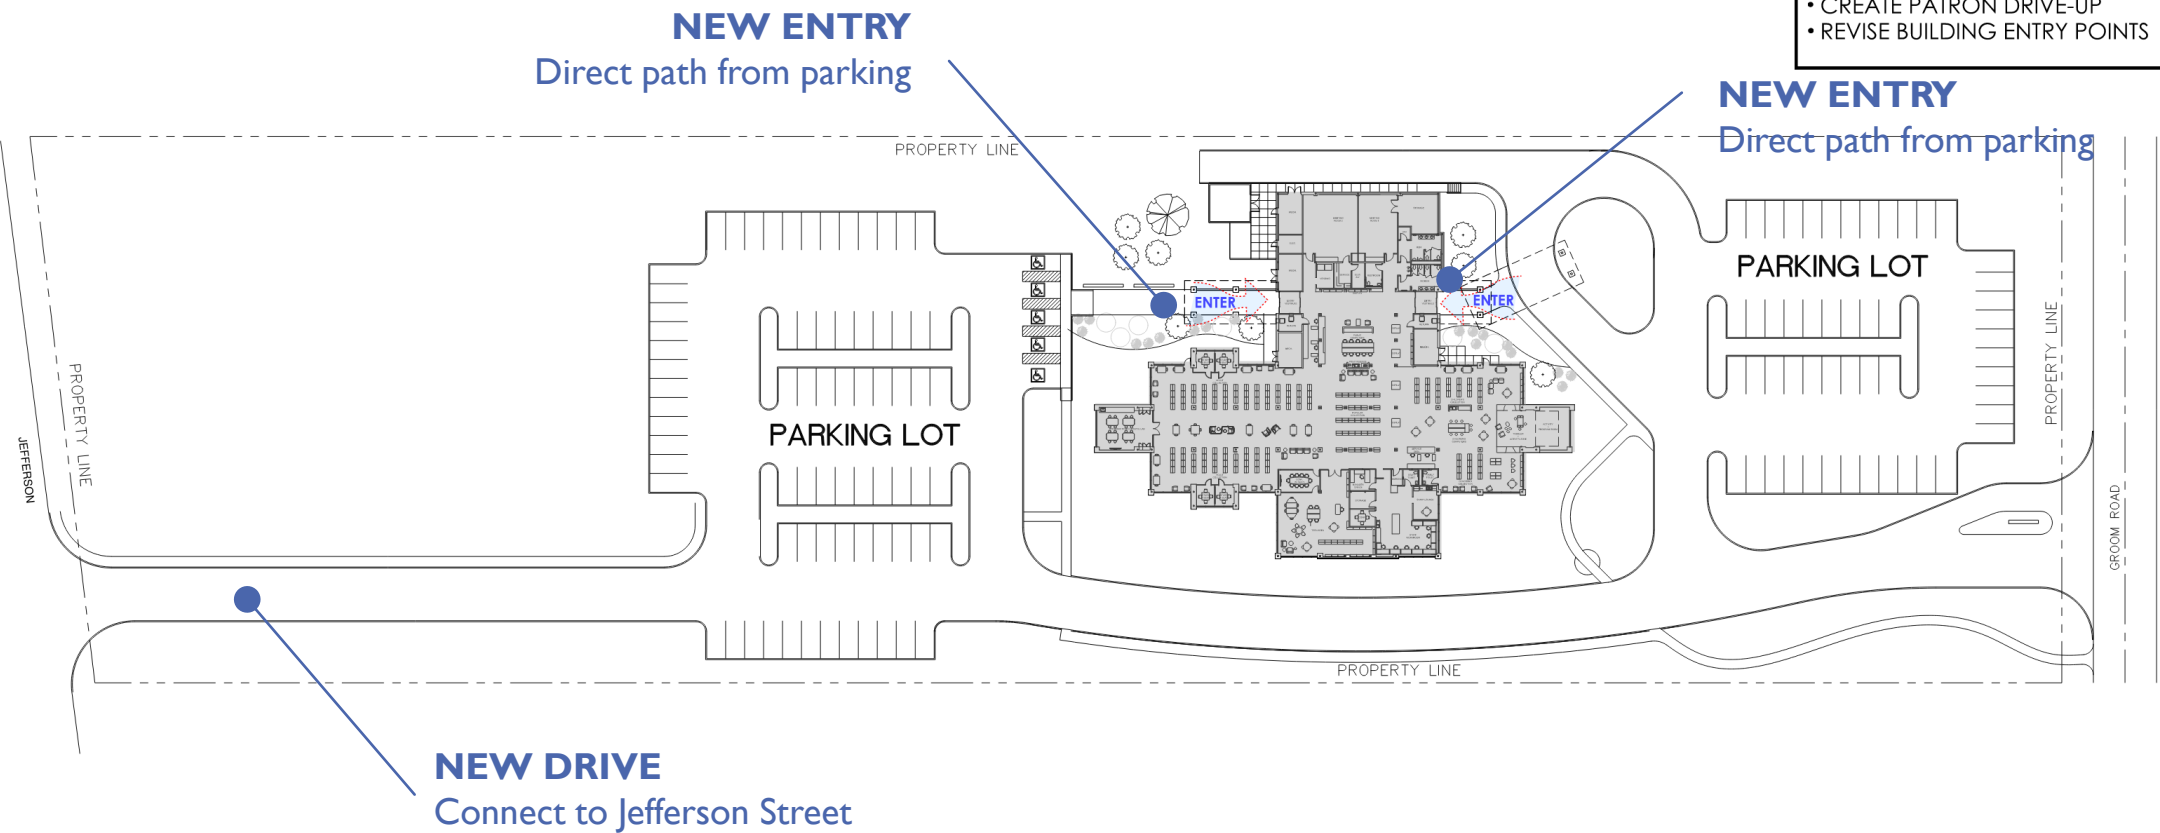 • CREATE PATRON DRIVE-UP
• REVISE BUILDING ENTRY POINTS
NEW ENTRY
Direct path from parking
NEW ENTRY
Direct path from parking
PROPERTY LINE
PARKING LOT
ENTER
ENTER
PROPERTY LINE
PROPERTY LINE
JEFFERSON
PARKING LOT
GROOM ROAD
PROPERTY LINE
NEW DRIVE
Connect to Jefferson Street